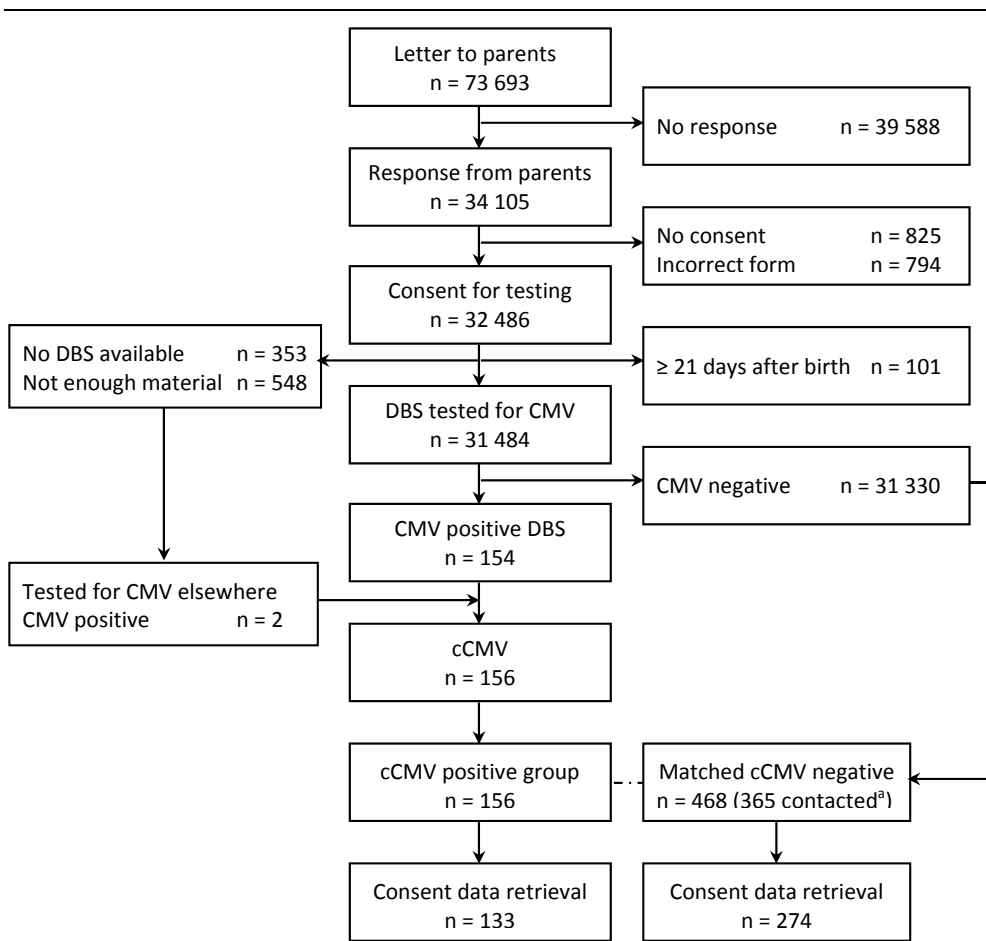 Letter to parents
n = 73 693
No response n = 39 588
Response from parents
n = 34 105
No consent n = 825
Incorrect form n = 794
Consent for testing
n = 32 486
No DBS available n = 353
Not enough material n = 548
≥ 21 days after birth n = 101
DBS tested for CMV
n = 31 484
CMV negative n = 31 330
CMV positive DBS
n = 154
Tested for CMV elsewhere
CMV positive n = 2
cCMV
n = 156
cCMV positive group
n = 156
Matched cCMV negative
n = 468 (365 contactedᵃ)
Consent data retrieval
n = 133
Consent data retrieval
n = 274